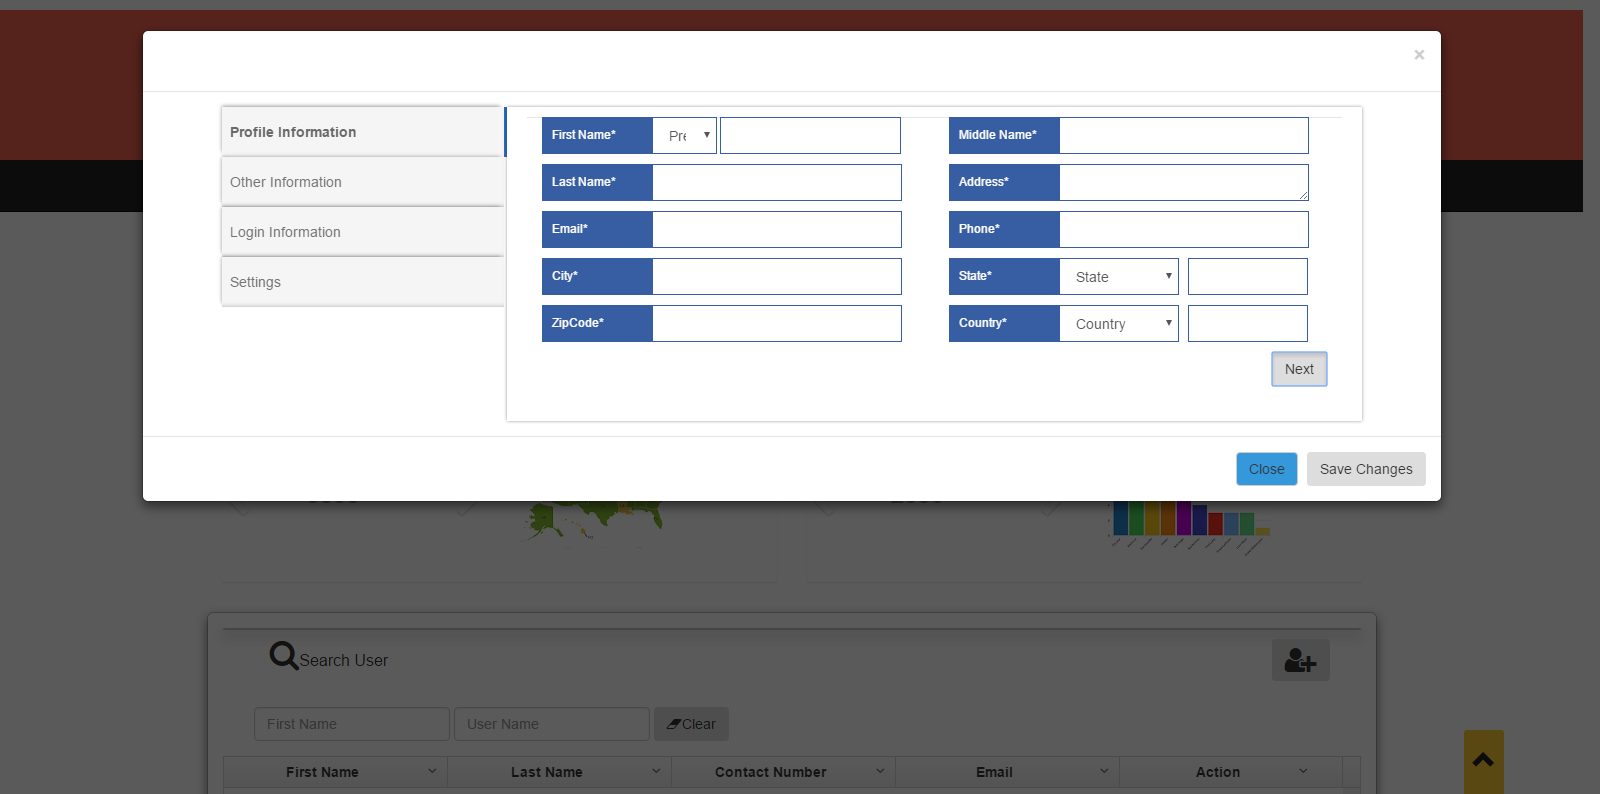 ×
Profile Information
Other Information
Login Information
Settings
First Name* Pre
Middle Name*
Last Name*
Address*
Email*
Phone*
City*
State* State
ZipCode*
Country* Country
Next
Close Save Changes
Search User
First Name User Name Clear
First Name Last Name Contact Number Email Action